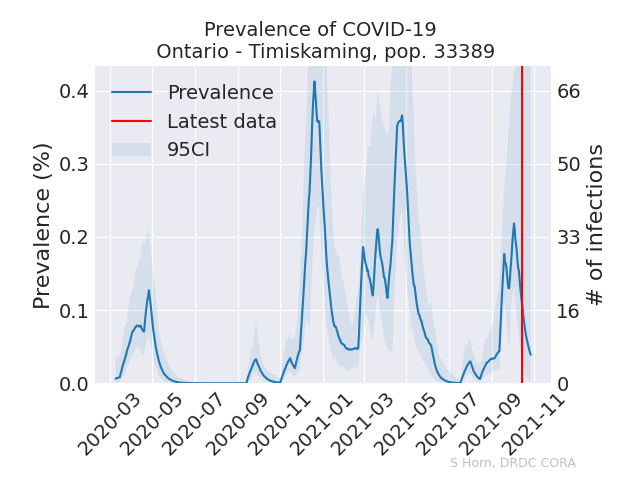 Prevalence of COVID-19
Ontario - Timiskaming, pop. 33389
Prevalence (%)
0.4
0.3
0.2
0.1
0.0
Prevalence
Latest data
95CI
66
50
33
16
0
# of infections
2020-03
2020-05
2020-07
2020-09
2020-11
2021-01
2021-03
2021-05
2021-07
2021-09
2021-11
S Horn, DRDC CORA